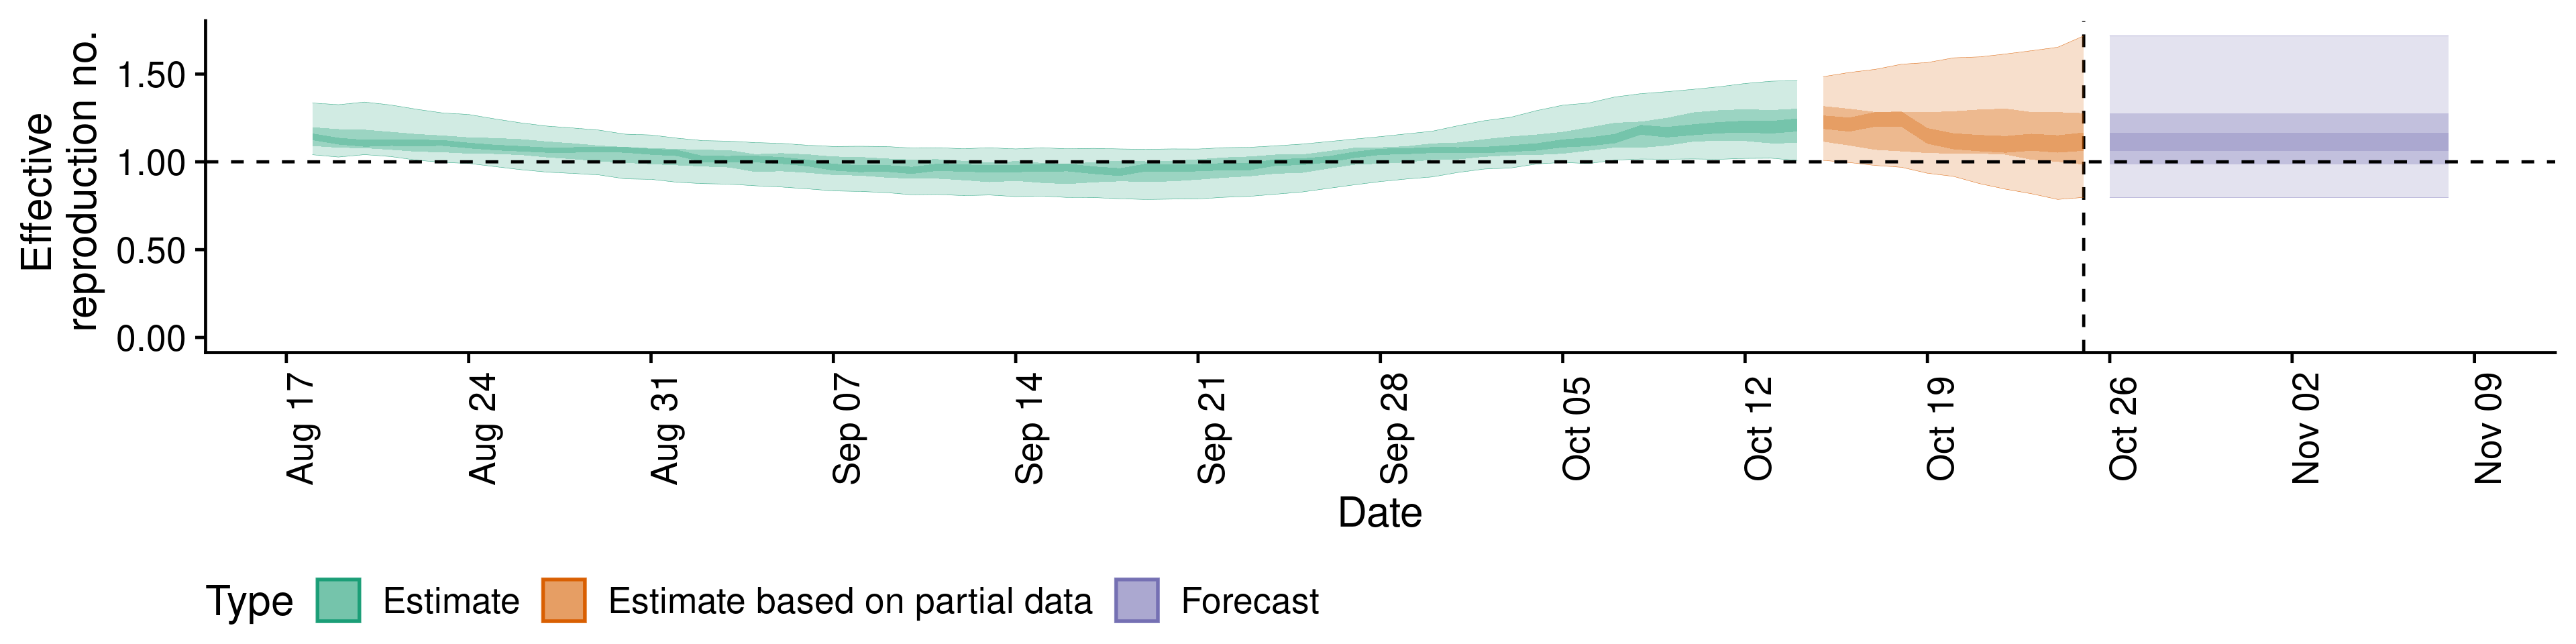 Effective
reproduction no.
1.50
1.00
0.50
0.00
Aug 17
Aug 24
Aug 31
Sep 07
Sep 14
Sep 21
Sep 28
Oct 05
Oct 12
Oct 19
Oct 26
Nov 02
Nov 09
Date
Type Estimate Estimate based on partial data Forecast